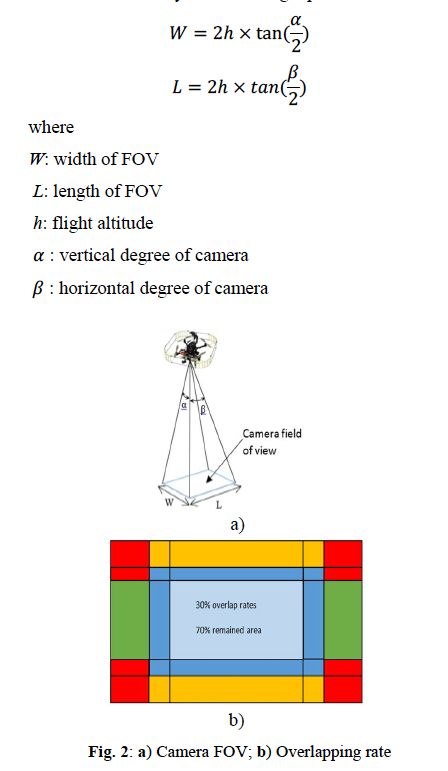 W = 2h × tan(α/2)
L = 2h × tan(β/2)
where
W: width of FOV
L: length of FOV
h: flight altitude
α : vertical degree of camera
β : horizontal degree of camera
α
β
Camera field
of view
W
L
a)
30% overlap rates
70% remained area
b)
Fig. 2: a) Camera FOV; b) Overlapping rate